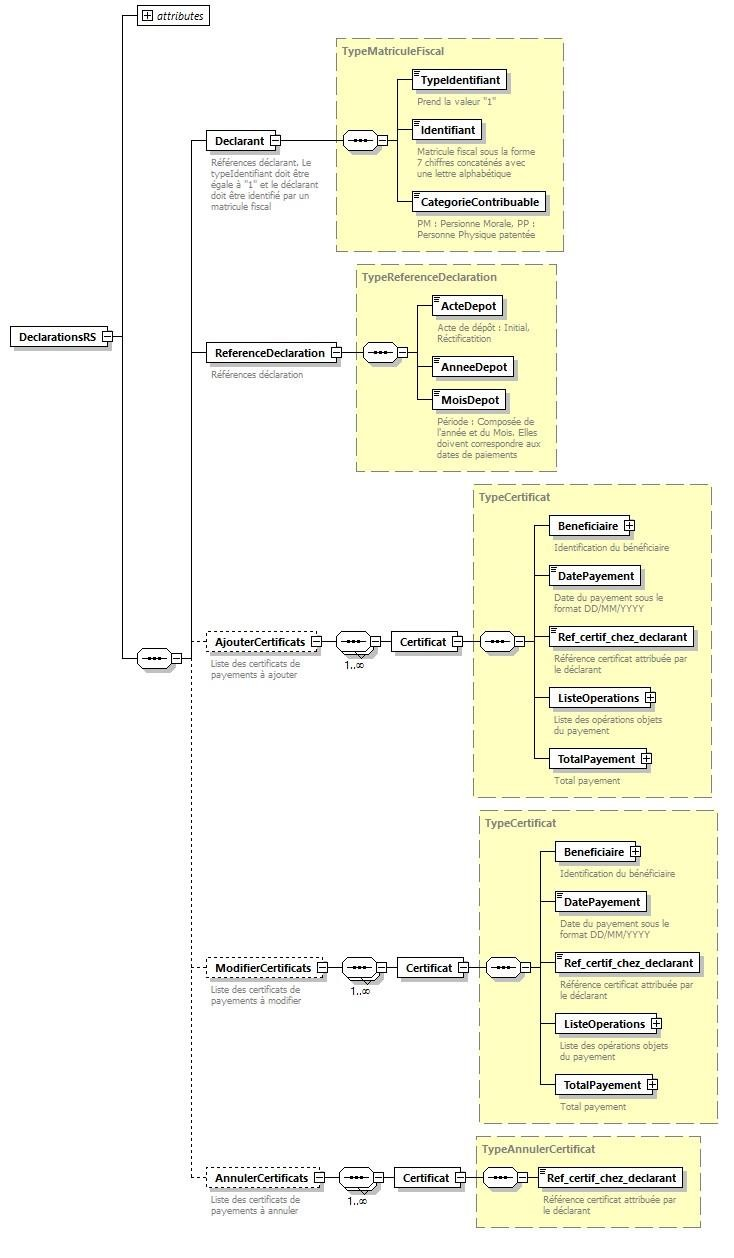 attributes
TypeMatriculeFiscal
TypeIdentifiant
Prend la valeur "1"
Declarant
Identifiant
Références déclarant. Le
typeIdentifiant doit être
égale à "1" et le déclarant
doit être identifié par un
matricule fiscal
Matricule fiscal sous la forme
7 chiffres concaténés avec
une lettre alphabétique
CategorieContribuable
PM : Persionne Morale, PP :
Personne Physique patentée
TypeReferenceDeclaration
ActeDepot
Acte de dépôt : Initial,
Réctificatition
DeclarationsRS
ReferenceDeclaration
Références déclaration
AnneeDepot
MoisDepot
Période : Composée de
l'année et du Mois. Elles
doivent correspondre aux
dates de paiements
TypeCertificat
Beneficiaire
Identification du bénéficiaire
DatePayement
Date du payement sous le
format DD/MM/YYYY
AjouterCertificats
Liste des certificats de
payements à ajouter
1..∞
Certificat
Ref_certif_chez_declarant
Référence certificat attribuée par
le déclarant
ListeOperations
Liste des opérations objets
du payement
TotalPayement
Total payement
TypeCertificat
Beneficiaire
Identification du bénéficiaire
DatePayement
Date du payement sous le
format DD/MM/YYYY
ModifierCertificats
Liste des certificats de
payements à modifier
1..∞
Certificat
Ref_certif_chez_declarant
Référence certificat attribuée par
le déclarant
ListeOperations
Liste des opérations objets
du payement
TotalPayement
Total payement
TypeAnnulerCertificat
AnnulerCertificats
Liste des certificats de
payements à annuler
1..∞
Certificat
Ref_certif_chez_declarant
Référence certificat attribuée par
le déclarant